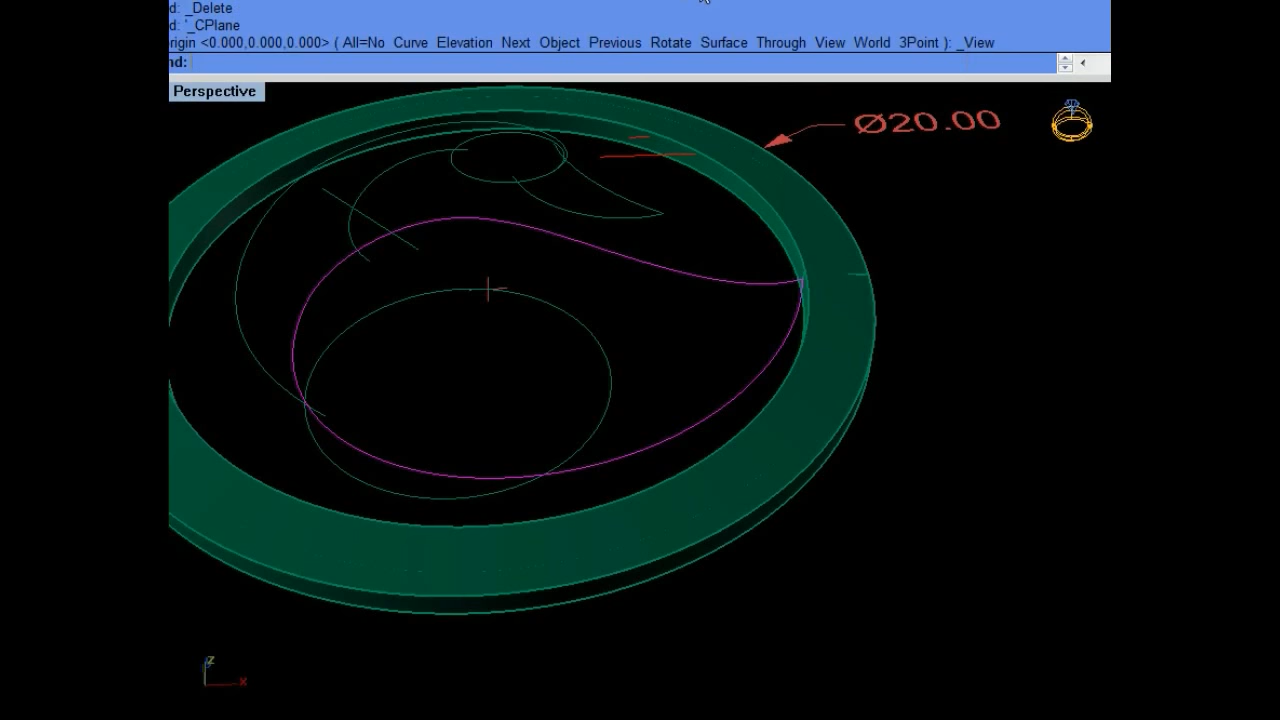 d: _Delete
d: '_CPlane
rigin <0.000,0.000,0.000> ( All=No Curve Elevation Next Object Previous Rotate Surface Through View World 3Point ): _View
nd:
Perspective
Ø20.00
z
x